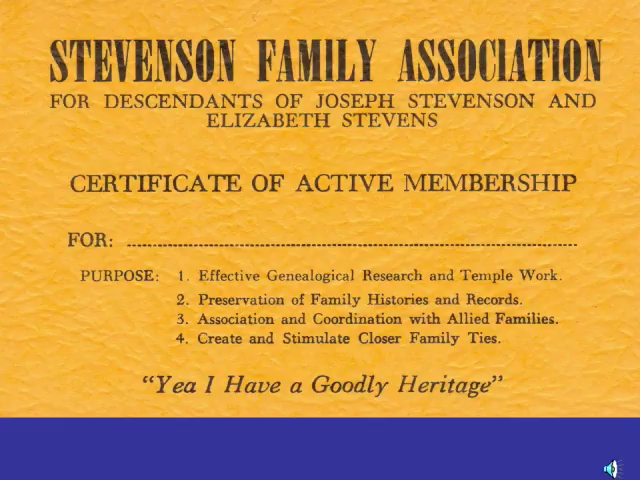 STEVENSON FAMILY ASSOCIATION
FOR DESCENDANTS OF JOSEPH STEVENSON AND
ELIZABETH STEVENS
CERTIFICATE OF ACTIVE MEMBERSHIP
FOR:
PURPOSE: 1. Effective Genealogical Research and Temple Work.
2. Preservation of Family Histories and Records.
3. Association and Coordination with Allied Families.
4. Create and Stimulate Closer Family Ties.
"Yea I Have a Goodly Heritage"